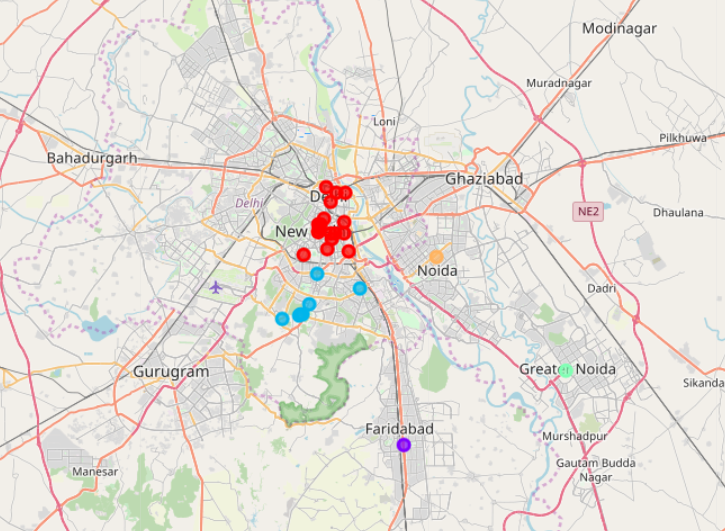 Modinagar
Muradnagar
Loni
Pilkhuwa
Bahadurgarh
Ghaziabad
Delhi
NE2
Dhaulana
New
Noida
Dadri
Gurugram
Greater Noida
Sikanda
Faridabad
Murshadpur
Gautam Budda
Nagar
Manesar